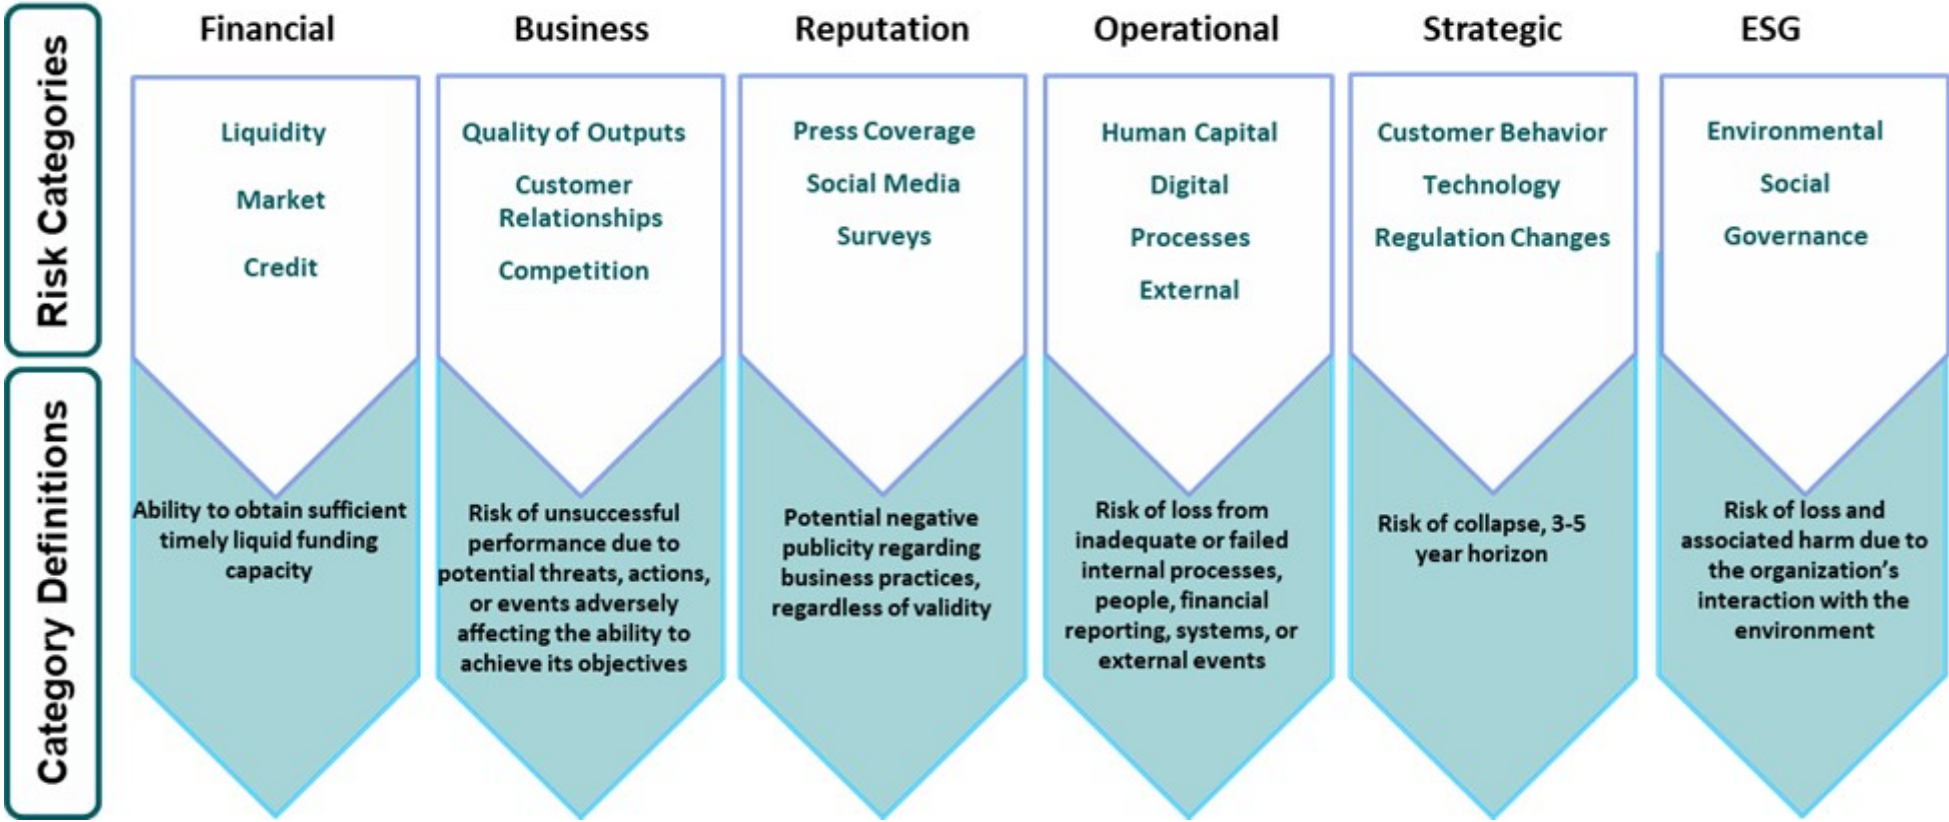 Risk Categories
Financial
Liquidity
Market
Credit
Business
Quality of Outputs
Customer
Relationships
Competition
Reputation
Press Coverage
Social Media
Surveys
Operational
Human Capital
Digital
Processes
External
Strategic
Customer Behavior
Technology
Regulation Changes
ESG
Environmental
Social
Governance
Category Definitions
Ability to obtain sufficient
timely liquid funding
capacity
Risk of unsuccessful
performance due to
potential threats, actions,
or events adversely
affecting the ability to
achieve its objectives
Potential negative
publicity regarding
business practices,
regardless of validity
Risk of loss from
inadequate or failed
internal processes,
people, financial
reporting, systems, or
external events
Risk of collapse, 3-5
year horizon
Risk of loss and
associated harm due to
the organization’s
interaction with the
environment